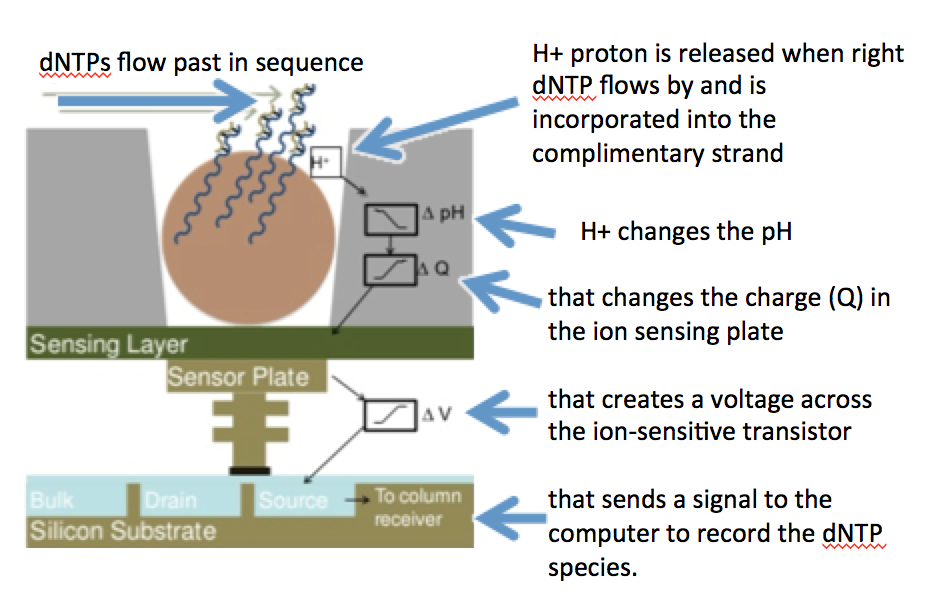 dNTPs flow past in sequence
H+ proton is released when right
dNTP flows by and is
incorporated into the
complimentary strand
H+
Δ pH
H+ changes the pH
Δ Q
that changes the charge (Q) in
the ion sensing plate
Sensing Layer
Sensor Plate
Δ V
that creates a voltage across
the ion-sensitive transistor
Bulk
Drain
Source
To column
receiver
Silicon Substrate
that sends a signal to the
computer to record the dNTP
species.